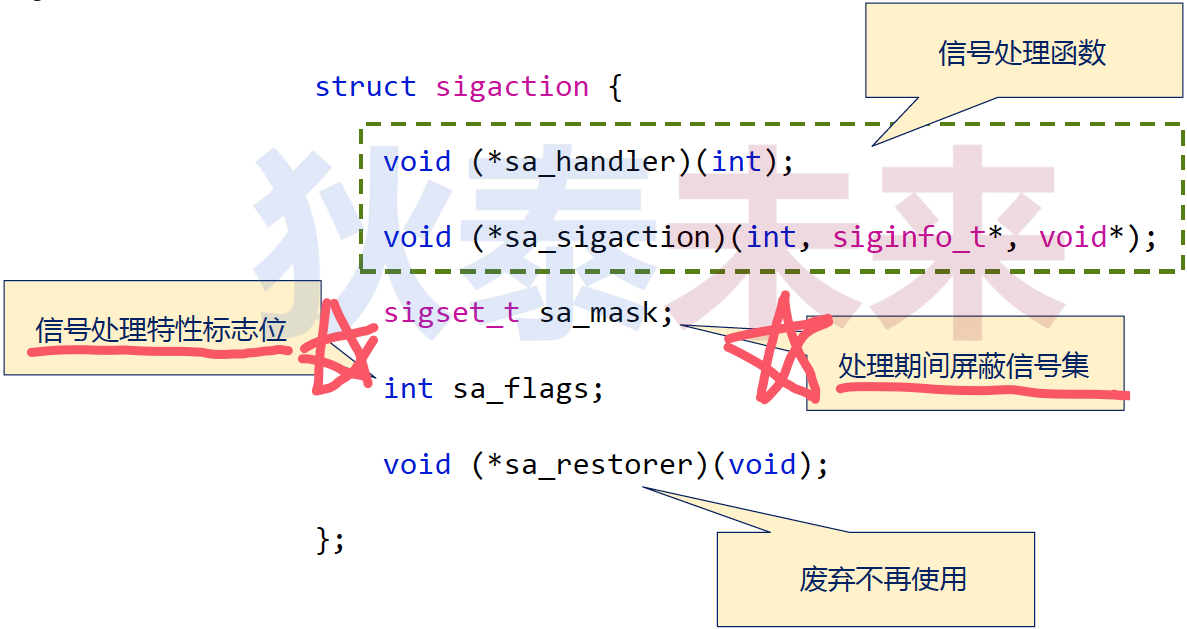 信号处理函数
struct sigaction {
void (*sa_handler)(int);
void (*sa_sigaction)(int, siginfo_t*, void*);
sigset_t sa_mask;
信号处理特性标志位
处理期间屏蔽信号集
int sa_flags;
void (*sa_restorer)(void);
};
废弃不再使用
狄泰未来